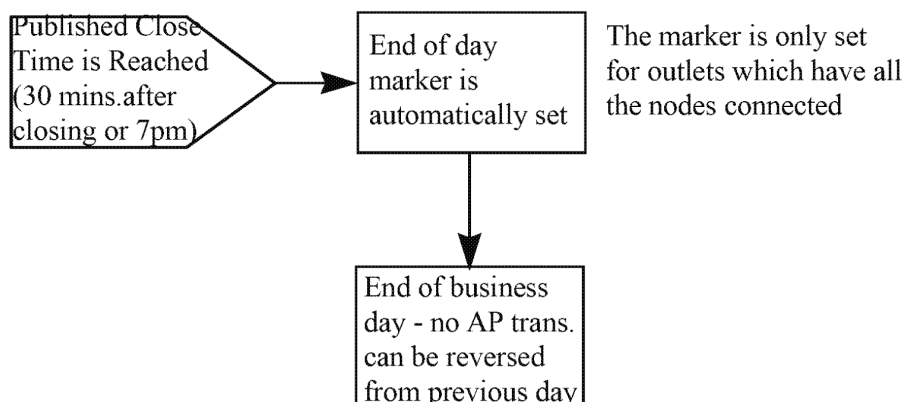 Published Close
Time is Reached
(30 mins.after
closing or 7pm)
End of day
marker is
automatically set
The marker is only set
for outlets which have all
the nodes connected
End of business
day - no AP trans.
can be reversed
from previous day